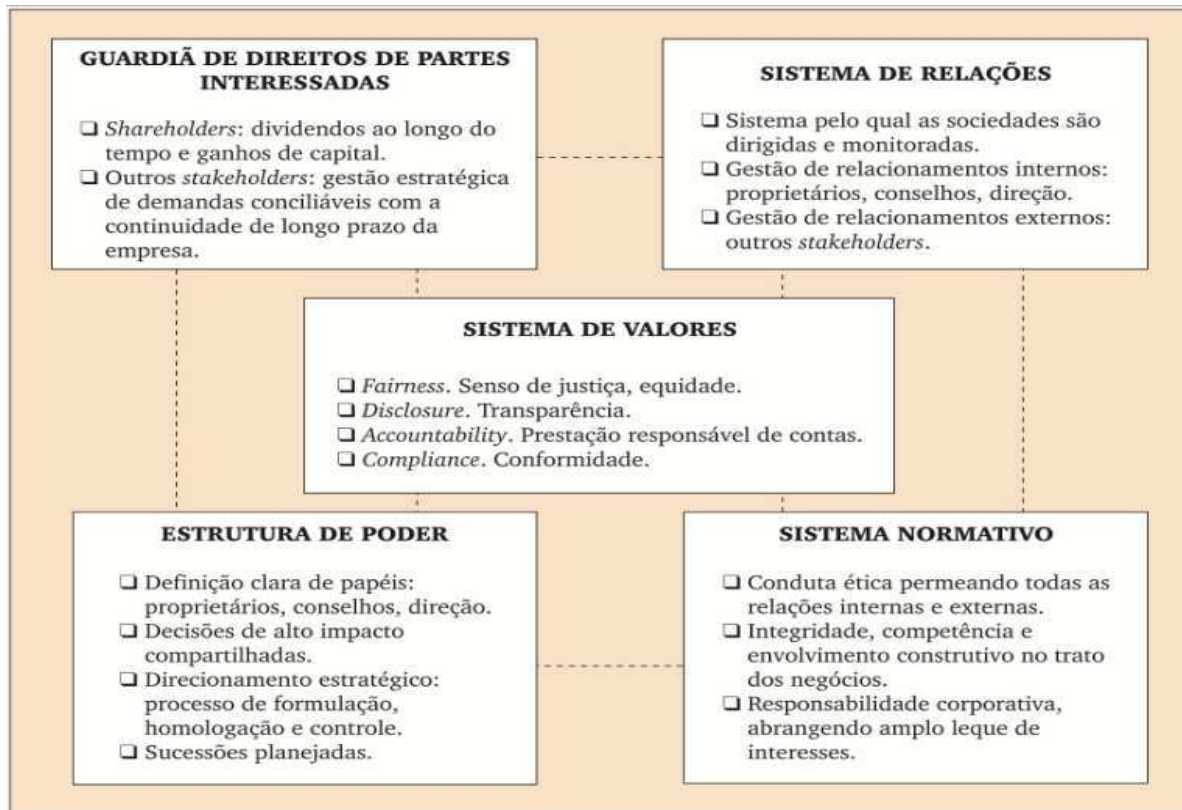 GUARDIÃ DE DIREITOS DE PARTES
INTERESSADAS
❑ Shareholders: dividendos ao longo do
tempo e ganhos de capital.
❑ Outros stakeholders: gestão estratégica
de demandas conciliáveis com a
continuidade de longo prazo da
empresa.
SISTEMA DE RELAÇÕES
❑ Sistema pelo qual as sociedades são
dirigidas e monitoradas.
❑ Gestão de relacionamentos internos:
proprietários, conselhos, direção.
❑ Gestão de relacionamentos externos:
outros stakeholders.
SISTEMA DE VALORES
❑ Fairness. Senso de justiça, equidade.
❑ Disclosure. Transparência.
❑ Accountability. Prestação responsável de contas.
❑ Compliance. Conformidade.
ESTRUTURA DE PODER
❑ Definição clara de papéis:
proprietários, conselhos, direção.
❑ Decisões de alto impacto
compartilhadas.
❑ Direcionamento estratégico:
processo de formulação,
homologação e controle.
❑ Sucessões planejadas.
SISTEMA NORMATIVO
❑ Conduta ética permeando todas as
relações internas e externas.
❑ Integridade, competência e
envolvimento construtivo no trato
dos negócios.
❑ Responsabilidade corporativa,
abrangendo amplo leque de
interesses.